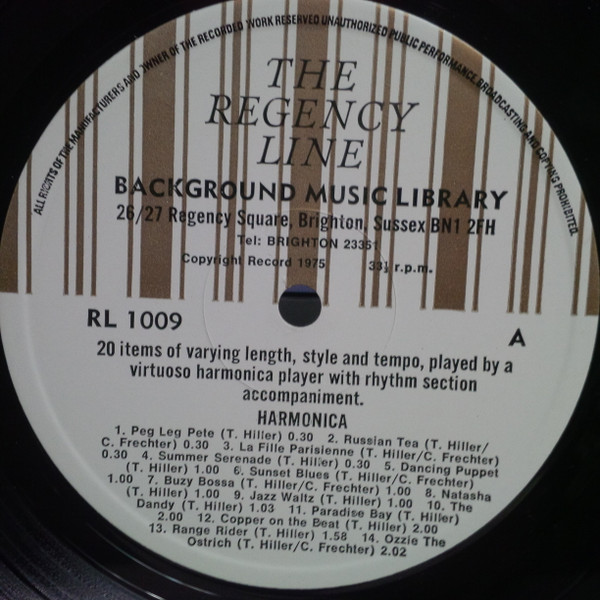 ALL RIGHTS OF THE MANUFACTURERS AND OWNER OF THE RECORDED WORK RESERVED UNAUTHORIZED PUBLIC PERFORMANCE BROADCASTING AND COPYING PROHIBITED.
THE
REGENCY
LINE
BACKGROUND MUSIC LIBRARY
26/27 Regency Square, Brighton, Sussex BN1 2FH
Tel: BRIGHTON 23351
Copyright Record 1975 33⅓ r.p.m.
RL 1009
A
20 items of varying length, style and tempo, played by a
virtuoso harmonica player with rhythm section
accompaniment.
HARMONICA
1. Peg Leg Pete (T. Hiller) 0.30 2. Russian Tea (T. Hiller/
C. Frechter) 0.30 3. La Fille Parisienne (T. Hiller/C. Frechter)
0.30 4. Summer Serenade (T. Hiller) 0.30 5. Dancing Puppet
(T. Hiller) 1.00 6. Sunset Blues (T. Hiller/C. Frechter)
1.00 7. Buzy Bossa (T. Hiller/C. Frechter) 1.00 8. Natasha
(T. Hiller) 1.00 9. Jazz Waltz (T. Hiller) 1.00 10. The
Dandy (T. Hiller) 1.03 11. Paradise Bay (T. Hiller)
2.00 12. Copper on the Beat (T. Hiller) 2.00
13. Range Rider (T. Hiller) 1.58 14. Ozzie The
Ostrich (T. Hiller/C. Frechter) 2.02